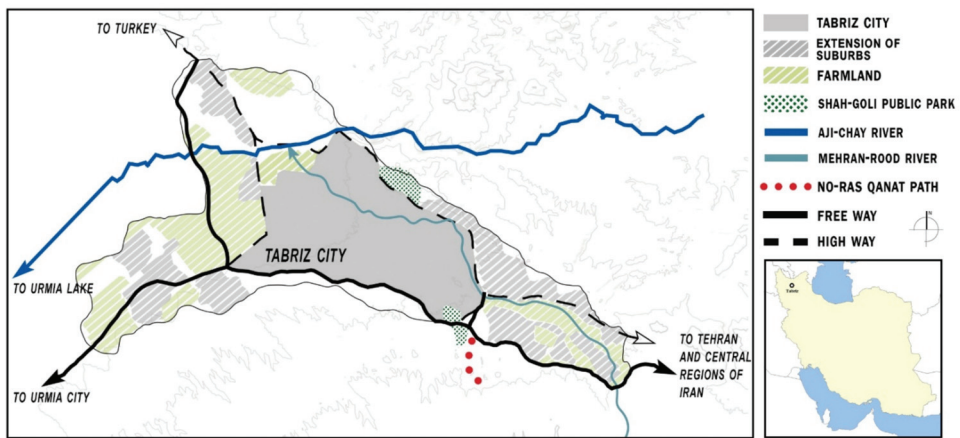 TO TURKEY
TABRIZ CITY
TO URMIA LAKE
TO URMIA CITY
TO TEHRAN
AND CENTRAL
REGIONS OF
IRAN
TABRIZ CITY
EXTENSION OF
SUBURBS
FARMLAND
SHAH-GOLI PUBLIC PARK
AJI-CHAY RIVER
MEHRAN-ROOD RIVER
NO-RAS QANAT PATH
FREE WAY
HIGH WAY
N